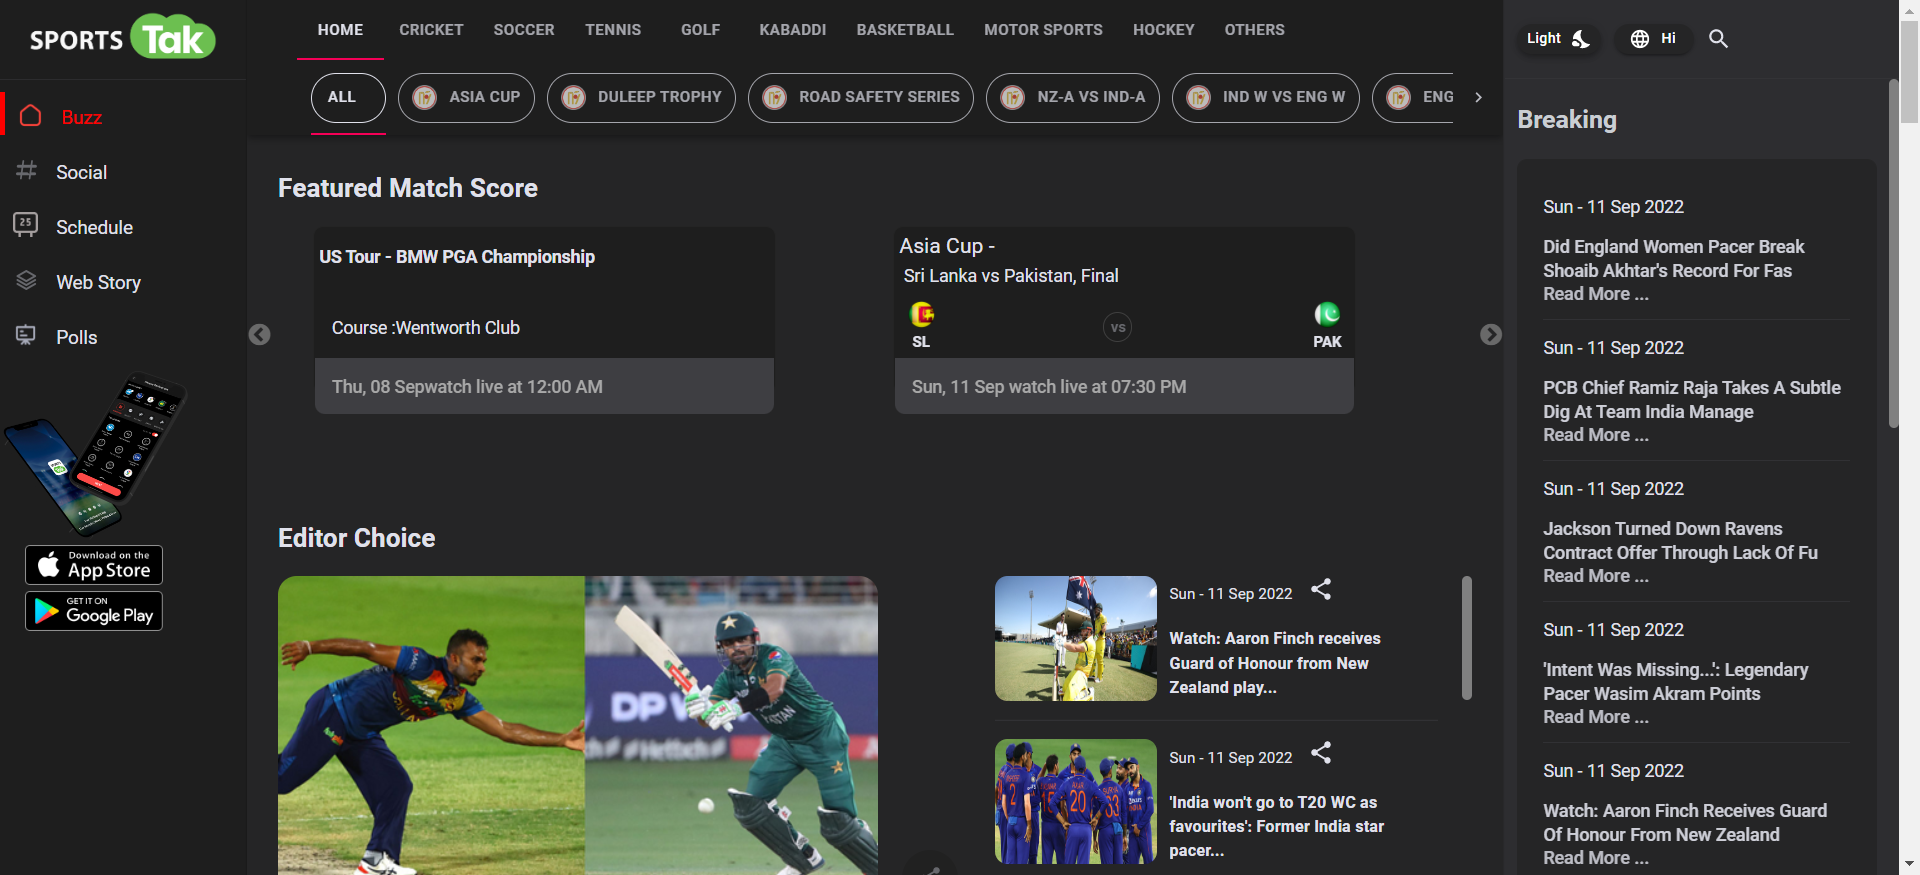 SPORTS Tak
HOME CRICKET SOCCER TENNIS GOLF KABADDI BASKETBALL MOTOR SPORTS HOCKEY OTHERS
ALL ASIA CUP DULEEP TROPHY ROAD SAFETY SERIES NZ-A VS IND-A IND W VS ENG W ENG
Light Hi
Buzz
Social
25
Schedule
Web Story
Polls
Download on the
App Store
GET IT ON
Google Play
Featured Match Score
US Tour - BMW PGA Championship
Course :Wentworth Club
Thu, 08 Sepwatch live at 12:00 AM
Asia Cup -
Sri Lanka vs Pakistan, Final
VS
SL PAK
Sun, 11 Sep watch live at 07:30 PM
Editor Choice
DP W
Sun - 11 Sep 2022
Watch: Aaron Finch receives
Guard of Honour from New
Zealand play...
Sun - 11 Sep 2022
'India won't go to T20 WC as
favourites': Former India star
pacer...
Breaking
Sun - 11 Sep 2022
Did England Women Pacer Break
Shoaib Akhtar's Record For Fas
Read More ...
Sun - 11 Sep 2022
PCB Chief Ramiz Raja Takes A Subtle
Dig At Team India Manage
Read More ...
Sun - 11 Sep 2022
Jackson Turned Down Ravens
Contract Offer Through Lack Of Fu
Read More ...
Sun - 11 Sep 2022
'Intent Was Missing...': Legendary
Pacer Wasim Akram Points
Read More ...
Sun - 11 Sep 2022
Watch: Aaron Finch Receives Guard
Of Honour From New Zealand
Read More ...